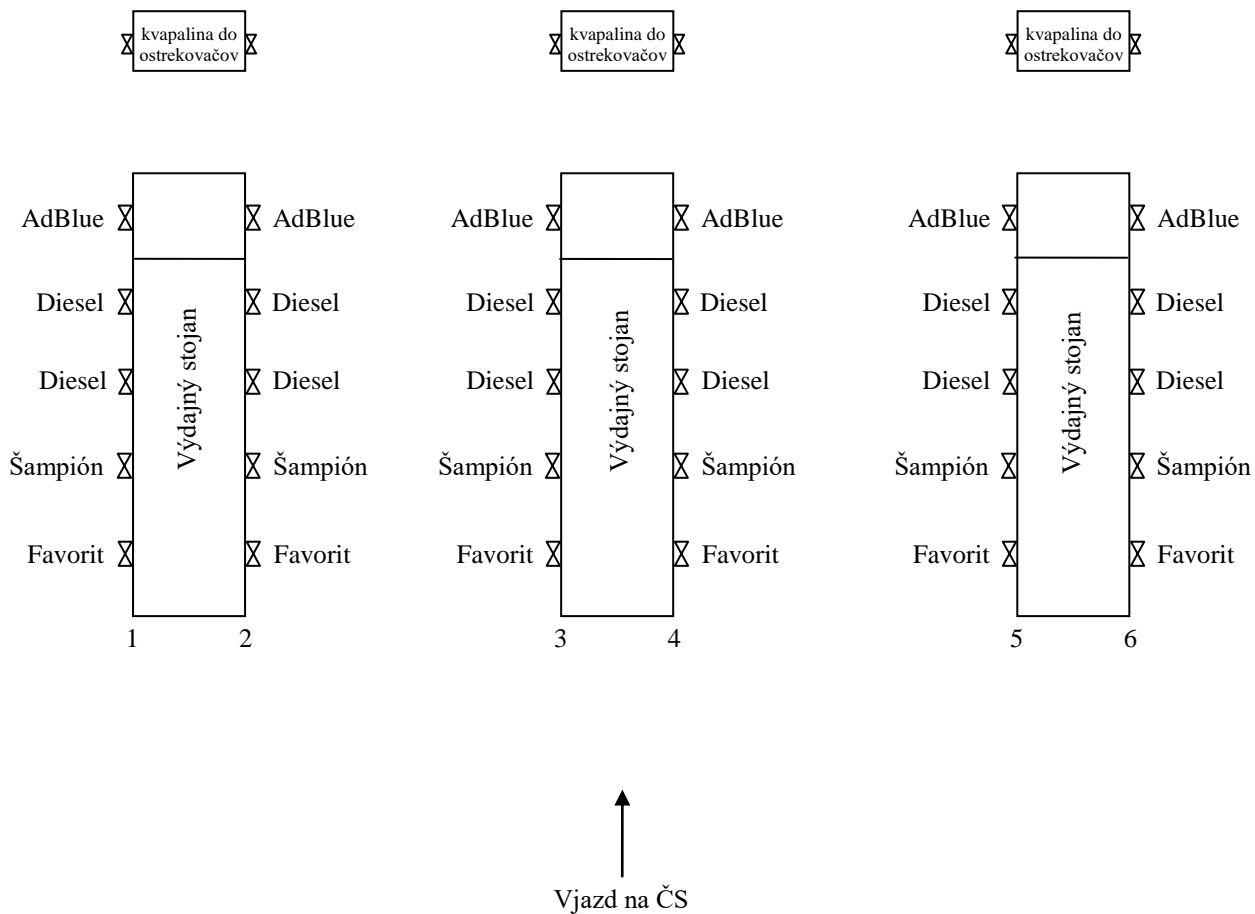 kvapalina do
ostrekovačov
kvapalina do
ostrekovačov
kvapalina do
ostrekovačov
AdBlue AdBlue AdBlue AdBlue AdBlue AdBlue
Diesel Diesel Diesel Diesel Diesel Diesel
Výdajný stojan
Výdajný stojan
Výdajný stojan
Diesel Diesel Diesel Diesel Diesel Diesel
Šampión Šampión Šampión Šampión Šampión Šampión
Favorit Favorit Favorit Favorit Favorit Favorit
1 2 3 4 5 6
Vjazd na ČS